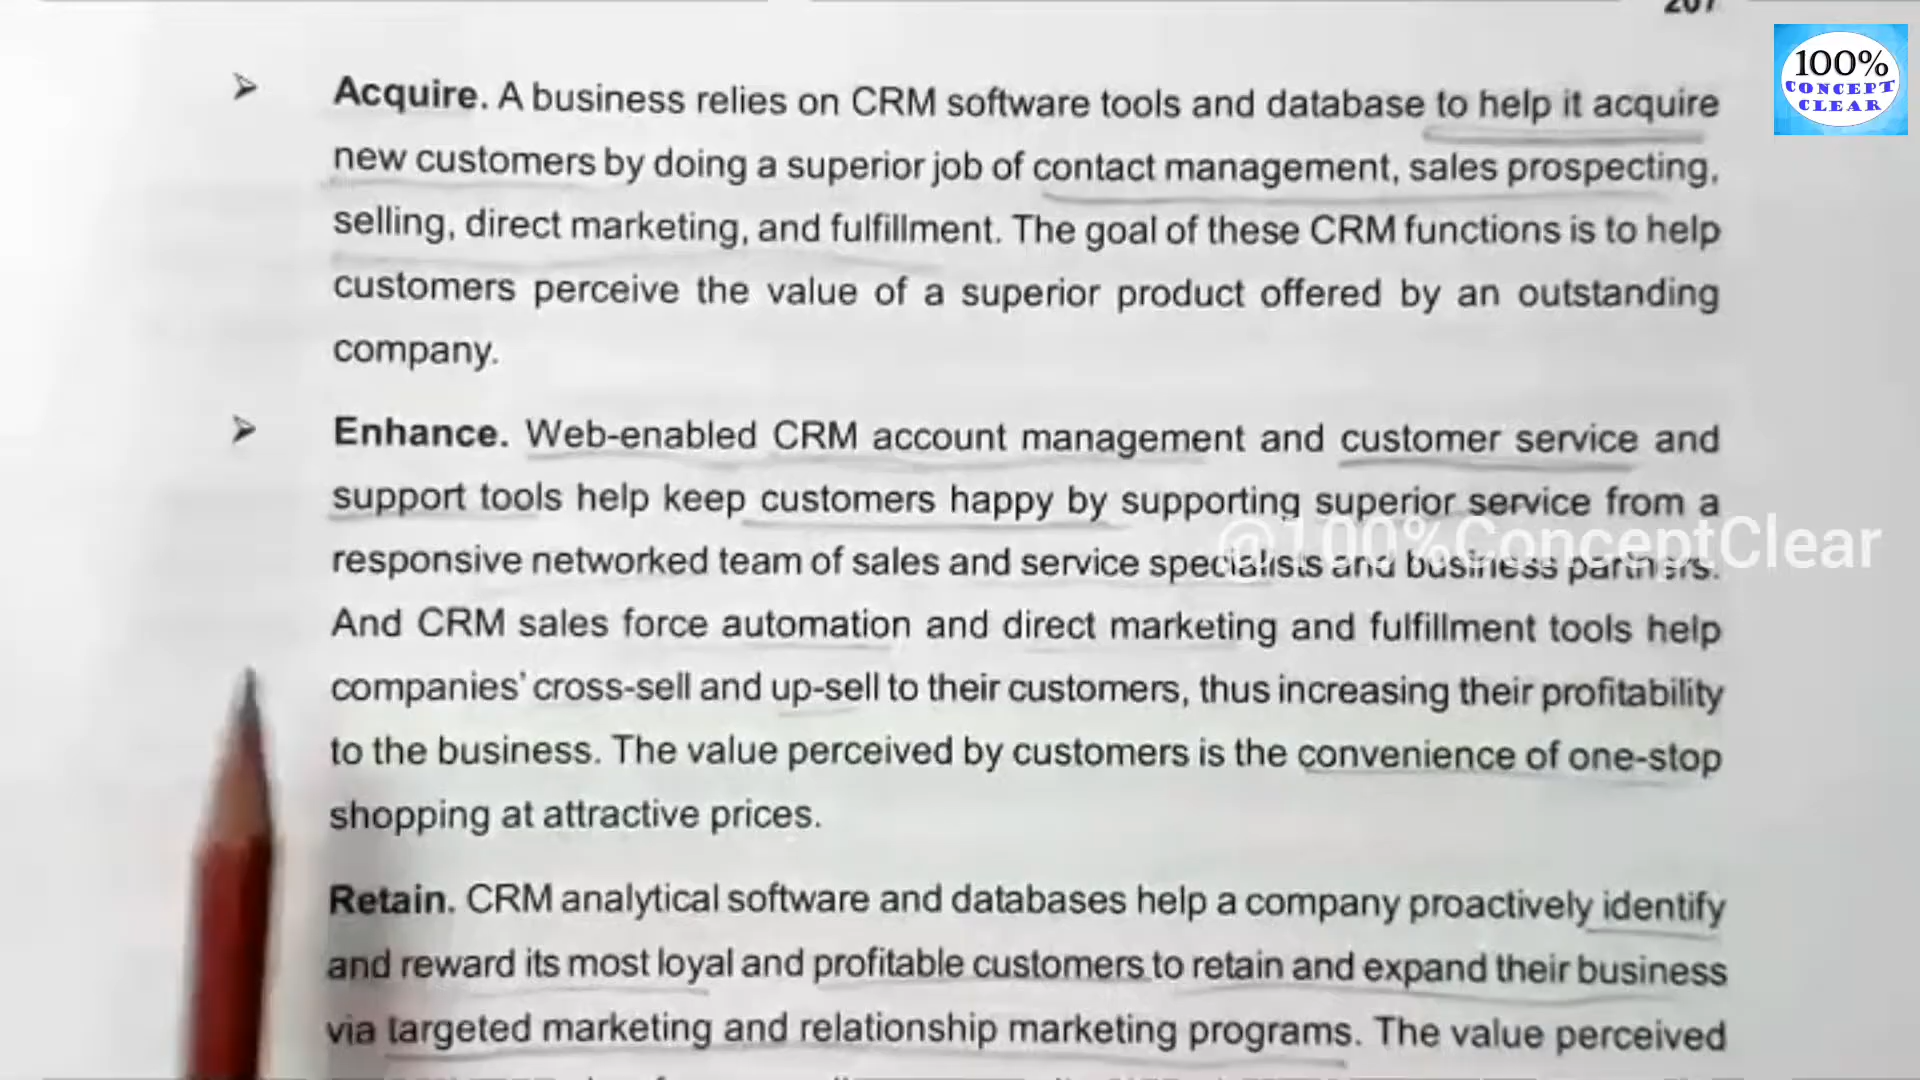 207
100%
CONCEPT
CLEAR
➤ Acquire. A business relies on CRM software tools and database to help it acquire
new customers by doing a superior job of contact management, sales prospecting,
selling, direct marketing, and fulfillment. The goal of these CRM functions is to help
customers perceive the value of a superior product offered by an outstanding
company.
➤ Enhance. Web-enabled CRM account management and customer service and
support tools help keep customers happy by supporting superior service from a
@100%ConceptClear
responsive networked team of sales and service specialists and business partners.
And CRM sales force automation and direct marketing and fulfillment tools help
companies' cross-sell and up-sell to their customers, thus increasing their profitability
to the business. The value perceived by customers is the convenience of one-stop
shopping at attractive prices.
Retain. CRM analytical software and databases help a company proactively identify
and reward its most loyal and profitable customers to retain and expand their business
via targeted marketing and relationship marketing programs. The value perceived